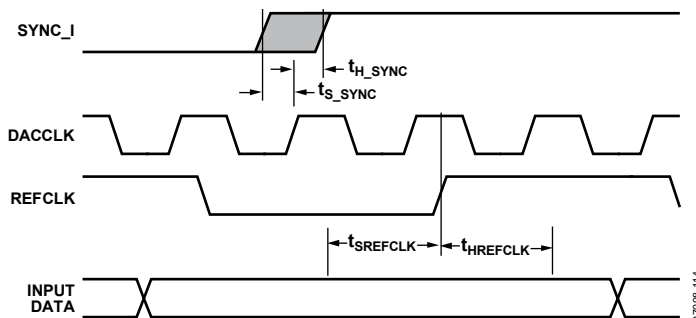 SYNC_I
tH_SYNC
tS_SYNC
DACCLK
REFCLK
tSREFCLK
tHREFCLK
INPUT
DATA